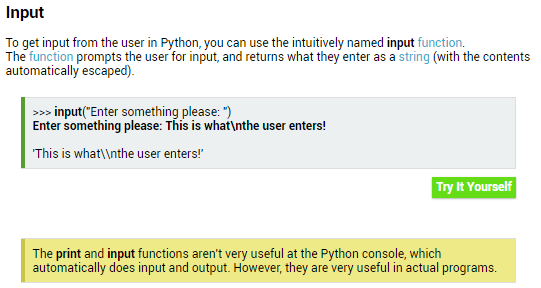 Input
To get input from the user in Python, you can use the intuitively named input function.
The function prompts the user for input, and returns what they enter as a string (with the contents
automatically escaped).
>>> input("Enter something please: ")
Enter something please: This is what\nthe user enters!
'This is what\\nthe user enters!'
Try It Yourself
The print and input functions aren't very useful at the Python console, which
automatically does input and output. However, they are very useful in actual programs.